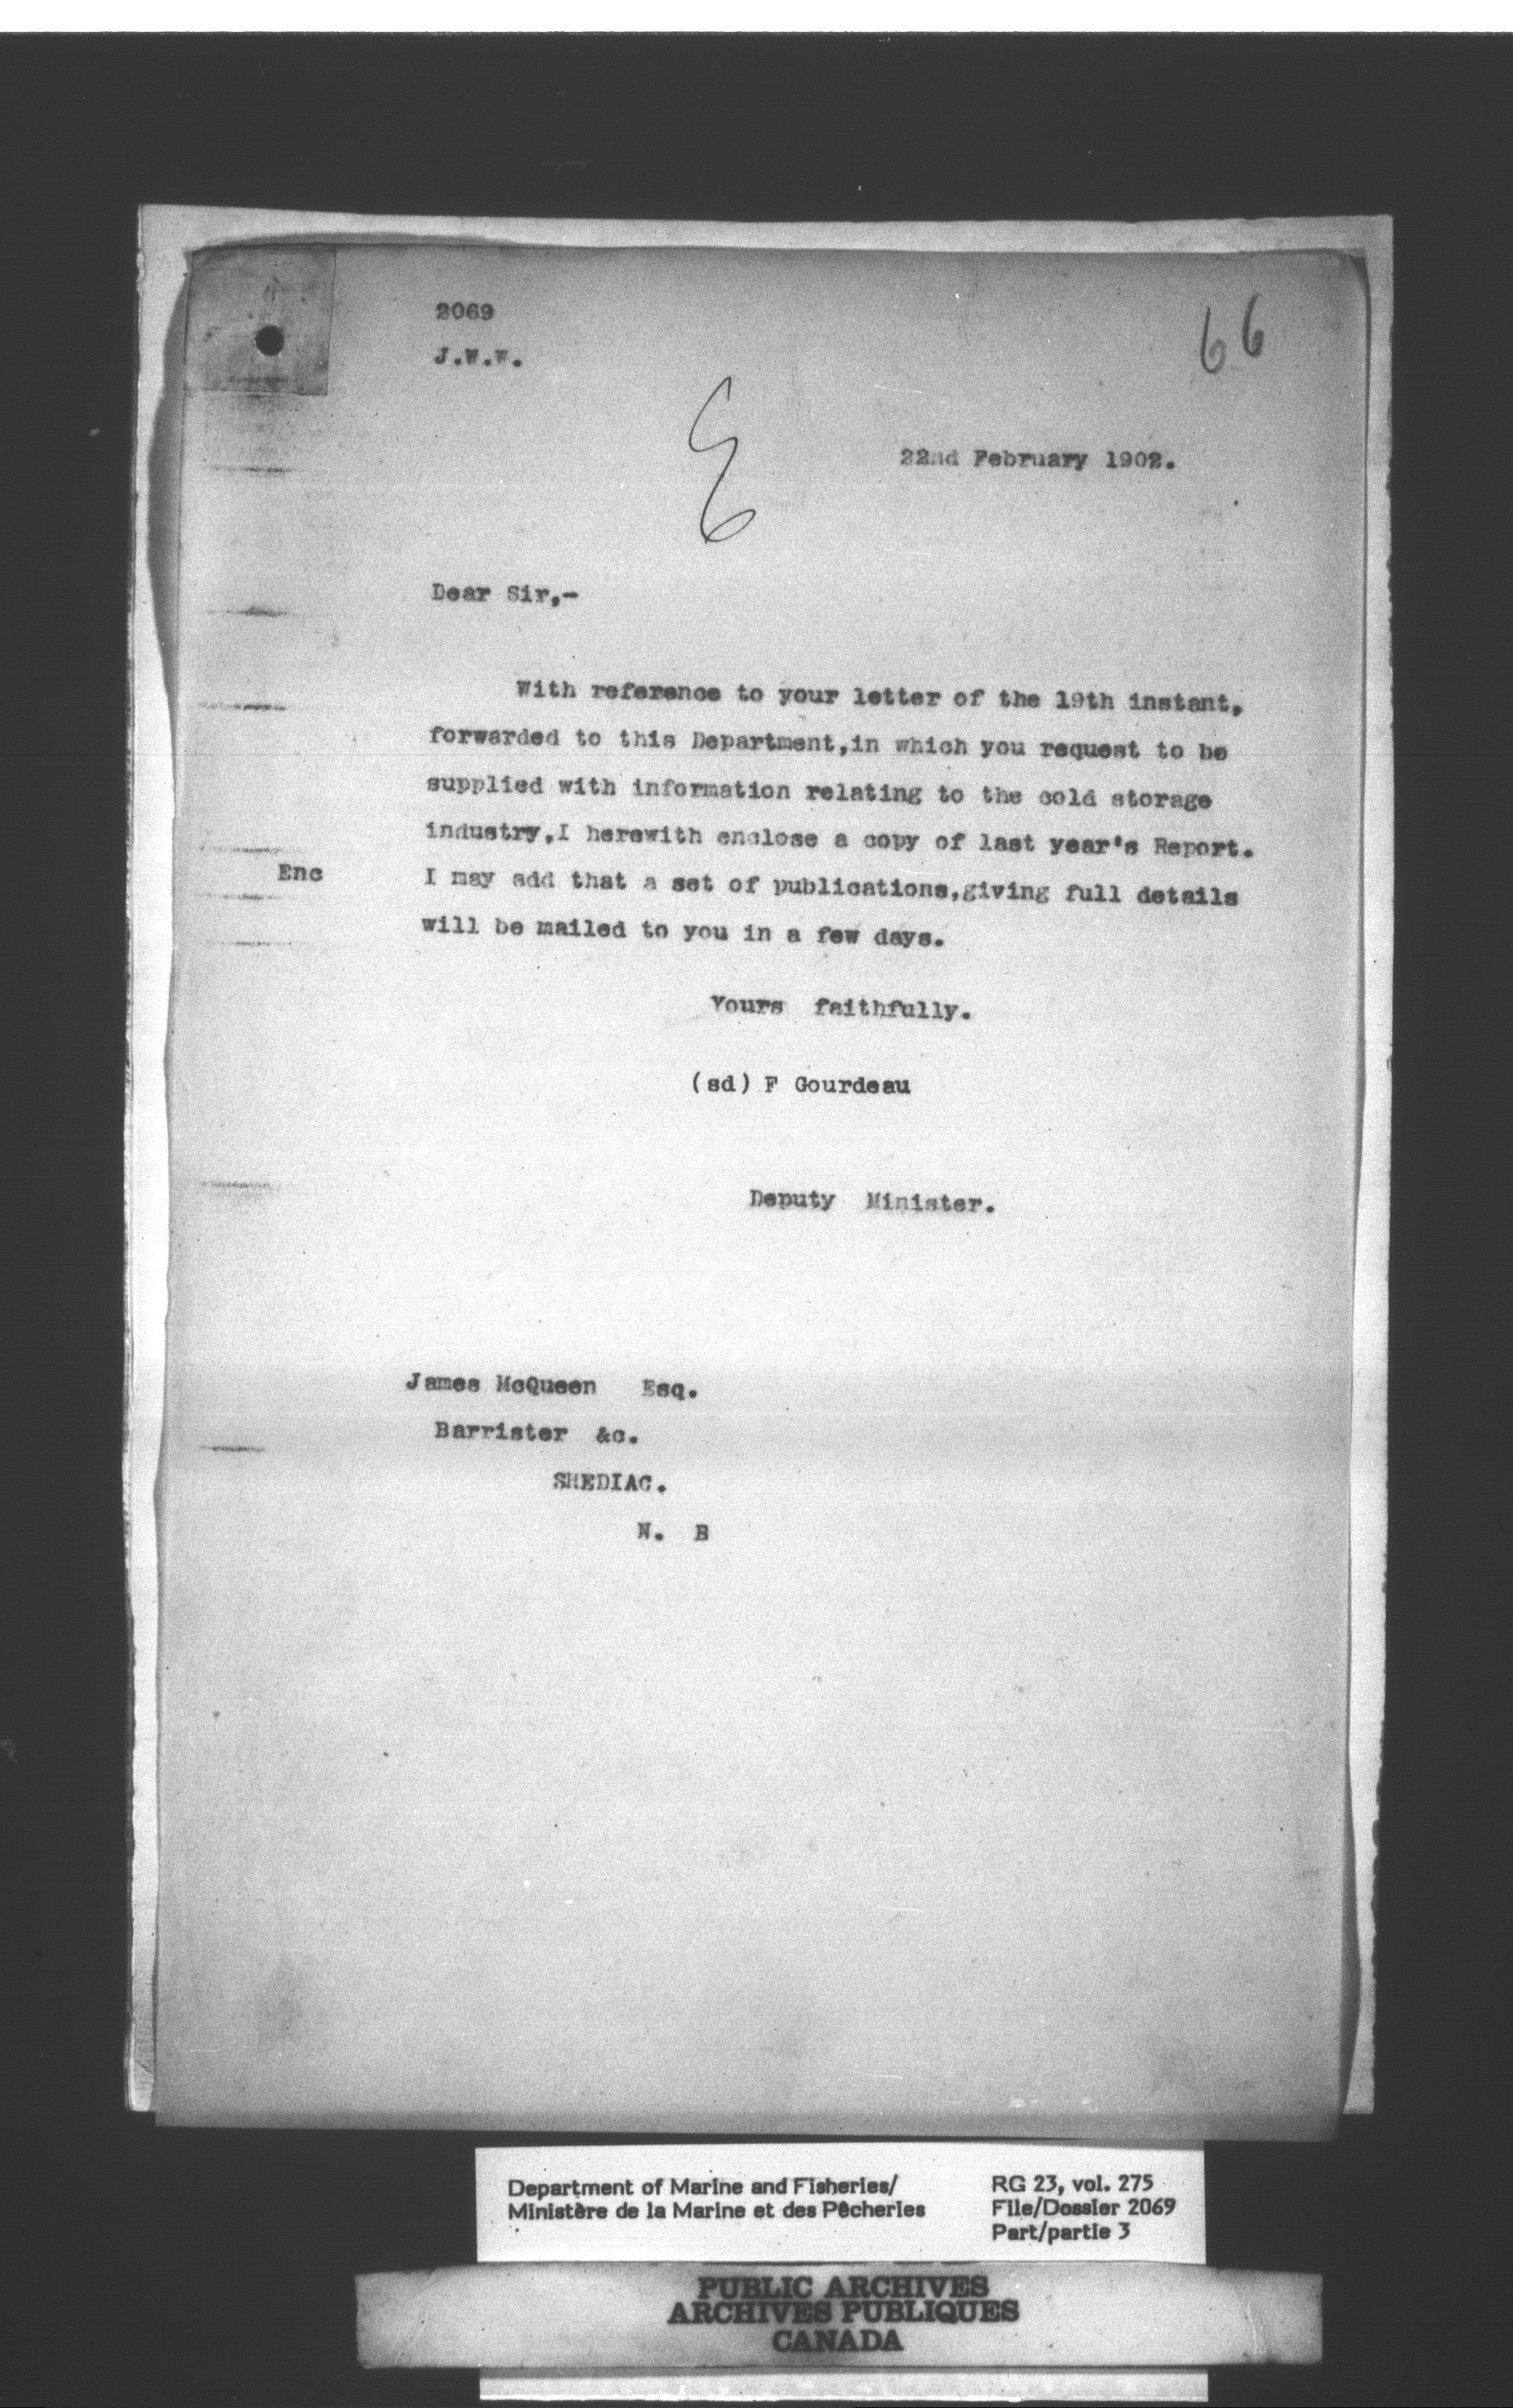 2069
J.W.W.
66
22nd February 1902.
Dear Sir,-
With reference to your letter of the 19th instant,
forwarded to this Department,in which you request to be
supplied with information relating to the cold storage
industry,I herewith enclose a copy of last year's Report.
Enc
I may add that a set of publications,giving full details
will be mailed to you in a few days.
Yours faithfully.
(sd) F Gourdeau
Deputy Minister.
James McQueen Esq.
Barrister &c.
SHEDIAC.
N. B
Department of Marine and Fisheries/
Ministère de la Marine et des Pêcheries
RG 23, vol. 275
File/Dossier 2069
Part/partie 3
PUBLIC ARCHIVES
ARCHIVES PUBLIQUES
CANADA